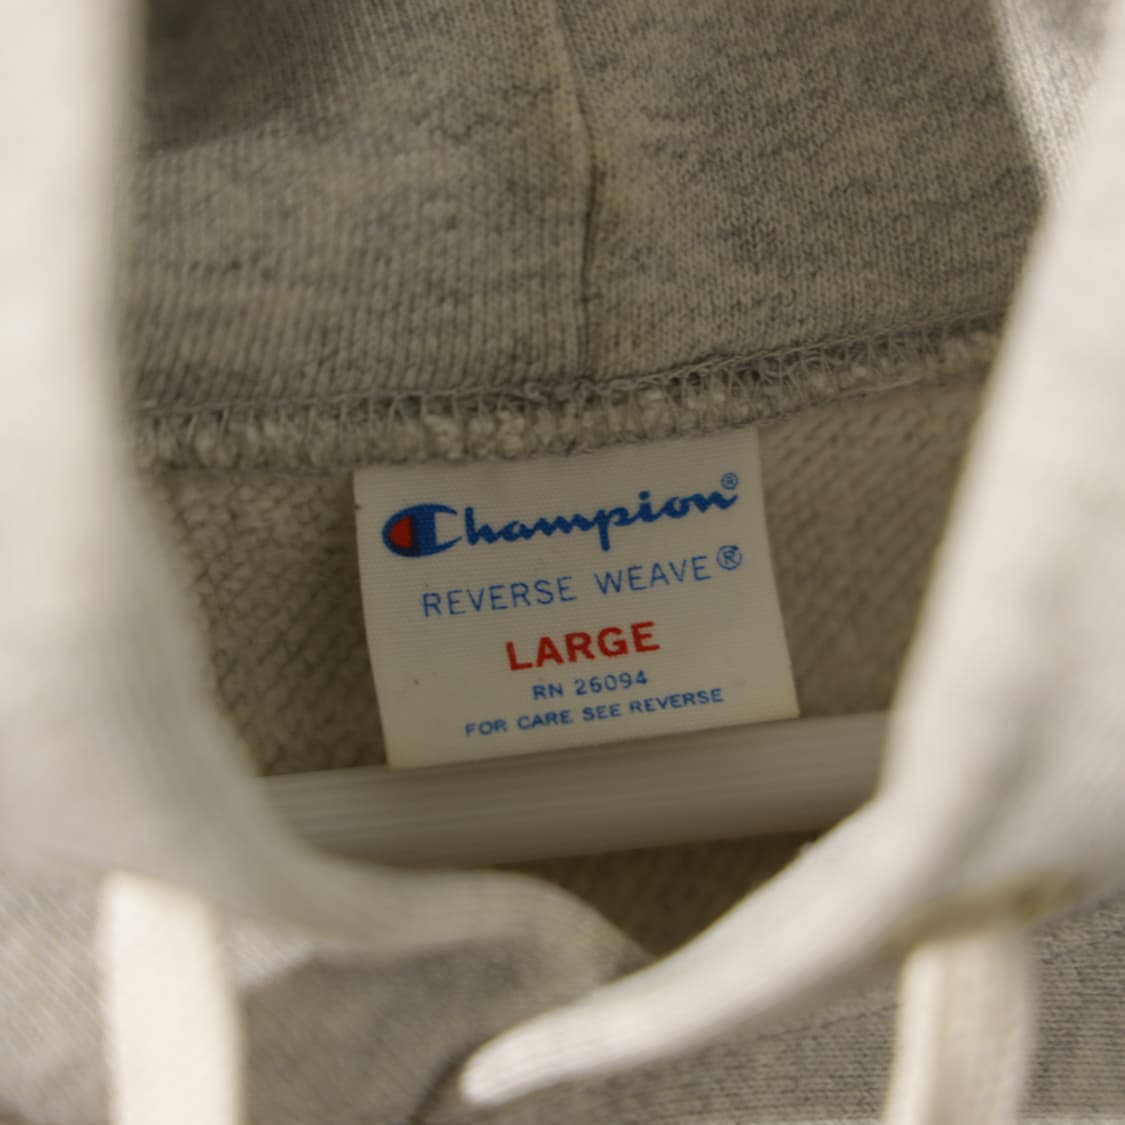 Champion®
REVERSE WEAVE®
LARGE
RN 26094
FOR CARE SEE REVERSE